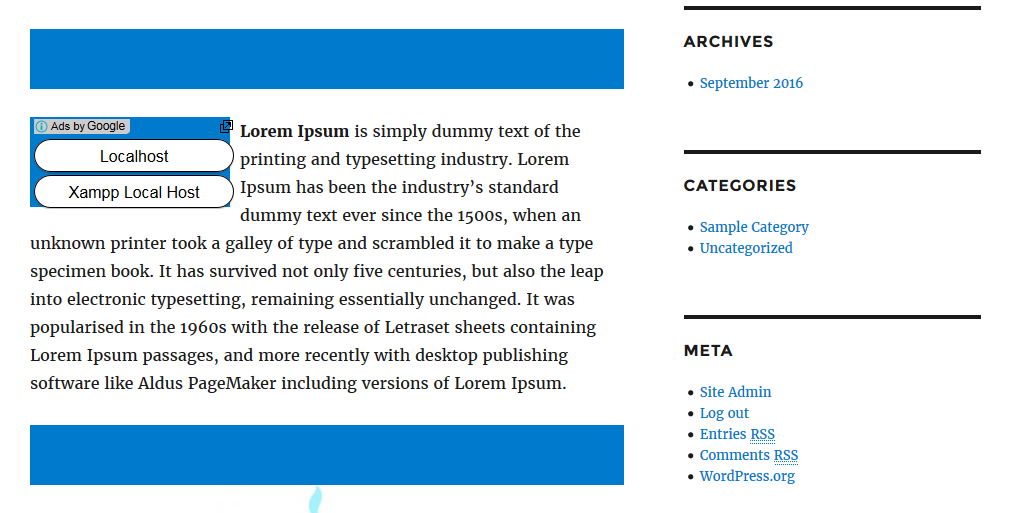 Ads by Google
Localhost
Xampp Local Host
Lorem Ipsum is simply dummy text of the
printing and typesetting industry. Lorem
Ipsum has been the industry’s standard
dummy text ever since the 1500s, when an
unknown printer took a galley of type and scrambled it to make a type
specimen book. It has survived not only five centuries, but also the leap
into electronic typesetting, remaining essentially unchanged. It was
popularised in the 1960s with the release of Letraset sheets containing
Lorem Ipsum passages, and more recently with desktop publishing
software like Aldus PageMaker including versions of Lorem Ipsum.
ARCHIVES
September 2016
CATEGORIES
Sample Category
Uncategorized
META
Site Admin
Log out
Entries RSS
Comments RSS
WordPress.org